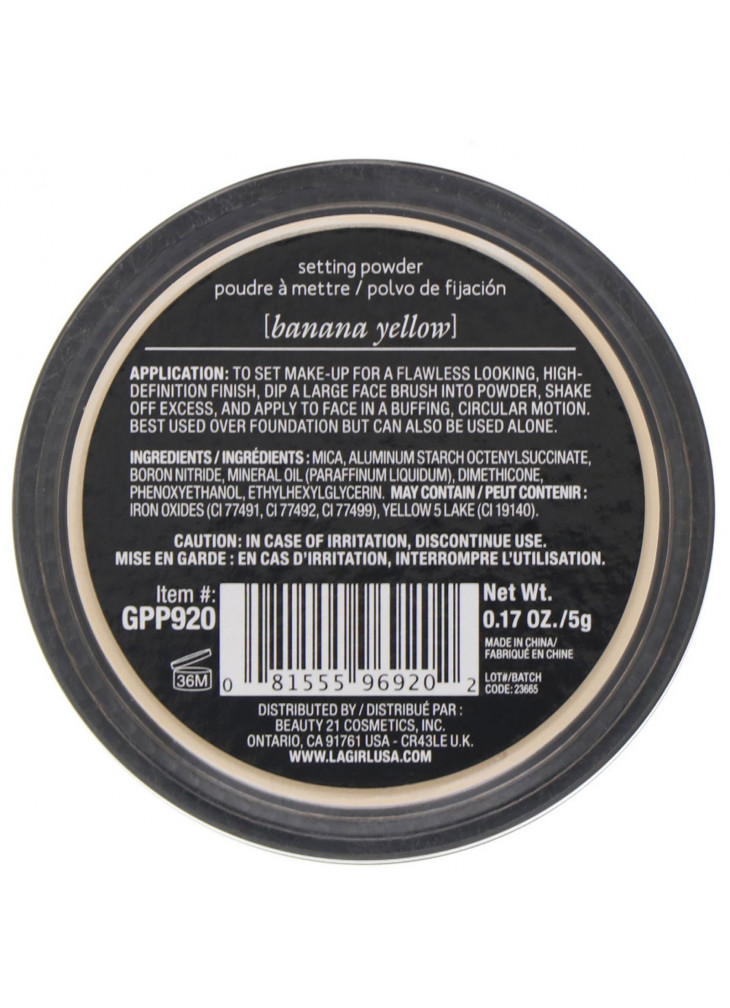 setting powder
poudre à mettre / polvo de fijación
[banana yellow]
APPLICATION: TO SET MAKE-UP FOR A FLAWLESS LOOKING, HIGH-
DEFINITION FINISH, DIP A LARGE FACE BRUSH INTO POWDER, SHAKE
OFF EXCESS, AND APPLY TO FACE IN A BUFFING, CIRCULAR MOTION.
BEST USED OVER FOUNDATION BUT CAN ALSO BE USED ALONE.
INGREDIENTS / INGRÉDIENTS : MICA, ALUMINUM STARCH OCTENYLSUCCINATE,
BORON NITRIDE, MINERAL OIL (PARAFFINUM LIQUIDUM), DIMETHICONE,
PHENOXYETHANOL, ETHYLHEXYLGLYCERIN. MAY CONTAIN / PEUT CONTENIR :
IRON OXIDES (CI 77491, CI 77492, CI 77499), YELLOW 5 LAKE (CI 19140).
CAUTION: IN CASE OF IRRITATION, DISCONTINUE USE.
MISE EN GARDE : EN CAS D'IRRITATION, INTERROMPRE L'UTILISATION.
Item #:
GPP920
36M
0 81555 96920 2
Net Wt.
0.17 OZ./5g
MADE IN CHINA/
FABRIQUÉ EN CHINE
LOT#/BATCH
CODE: 23665
DISTRIBUTED BY / DISTRIBUÉ PAR :
BEAUTY 21 COSMETICS, INC.
ONTARIO, CA 91761 USA - CR43LE U.K.
WWW.LAGIRLUSA.COM